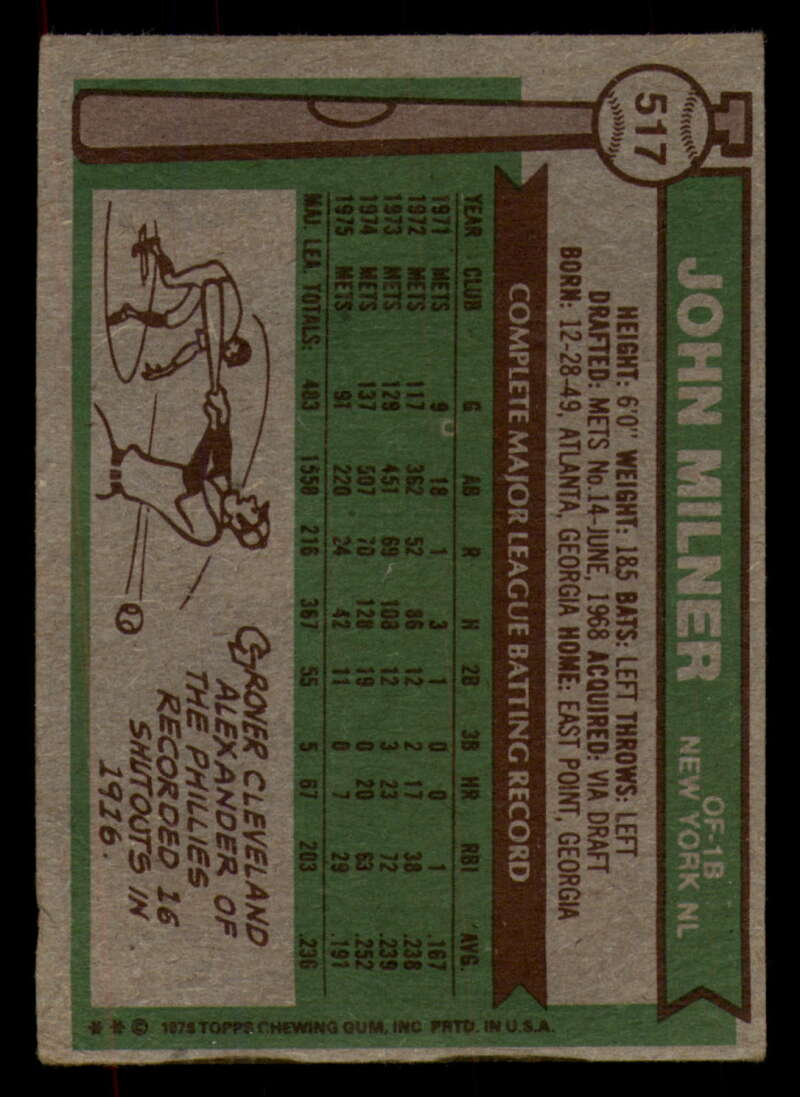 517
JOHN MILNER
OF-1B
NEW YORK NL
HEIGHT: 6'0" WEIGHT: 185 BATS: LEFT THROWS: LEFT
DRAFTED: METS No.14-JUNE, 1968 ACQUIRED: VIA DRAFT
BORN: 12-28-49, ATLANTA, GEORGIA HOME: EAST POINT, GEORGIA
COMPLETE MAJOR LEAGUE BATTING RECORD
YEAR CLUB G AB R H 2B 3B HR RBI AVG.
1971 METS 9 18 1 3 1 0 0 1 .167
1972 METS 117 362 52 86 12 2 17 38 .238
1973 METS 129 451 69 108 12 3 23 72 .239
1974 METS 137 507 70 128 19 0 20 63 .252
1975 METS 91 220 24 42 11 0 7 29 .191
MAJ. LEA. TOTALS: 483 1558 216 367 55 5 67 203 .236
GROVER CLEVELAND
ALEXANDER OF
THE PHILLIES
RECORDED 16
SHUTOUTS IN
1916.
** © 1976 TOPPS CHEWING GUM, INC. PRTD. IN U.S.A.